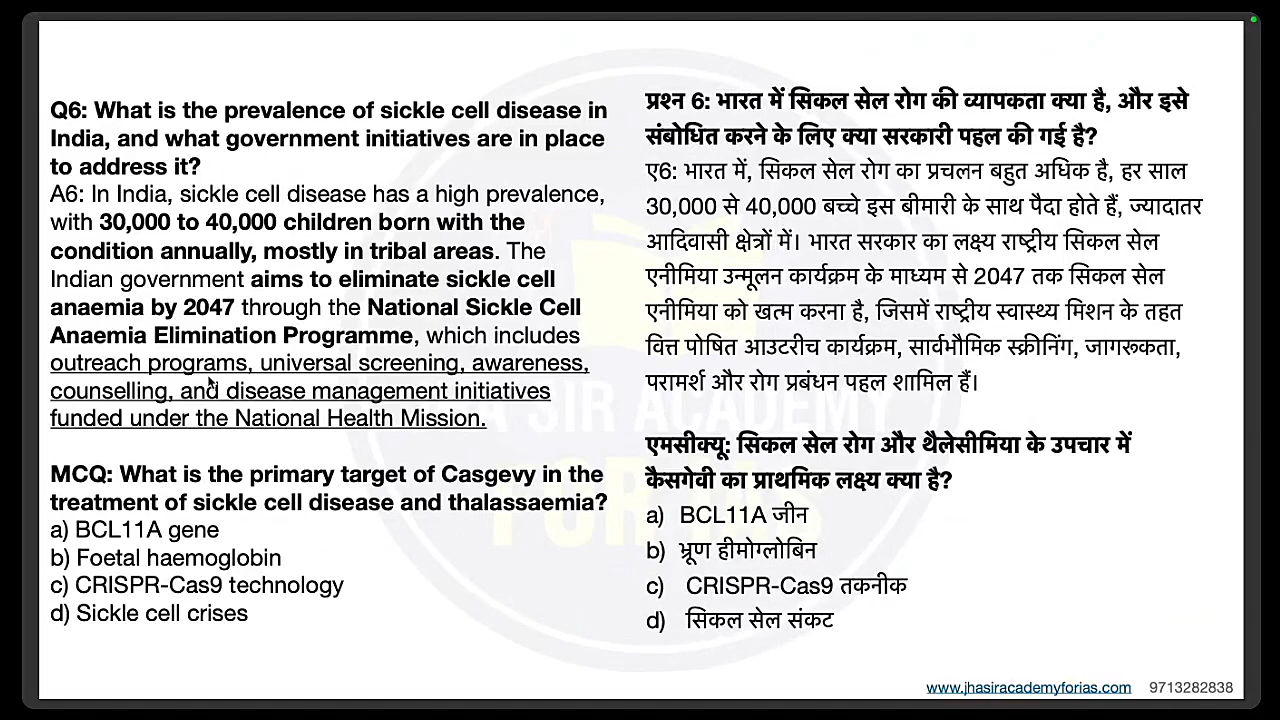 Q6: What is the prevalence of sickle cell disease in
India, and what government initiatives are in place
to address it?
A6: In India, sickle cell disease has a high prevalence,
with 30,000 to 40,000 children born with the
condition annually, mostly in tribal areas. The
Indian government aims to eliminate sickle cell
anaemia by 2047 through the National Sickle Cell
Anaemia Elimination Programme, which includes
outreach programs, universal screening, awareness,
counselling, and disease management initiatives
funded under the National Health Mission.
MCQ: What is the primary target of Casgevy in the
treatment of sickle cell disease and thalassaemia?
a) BCL11A gene
b) Foetal haemoglobin
c) CRISPR-Cas9 technology
d) Sickle cell crises
प्रश्न 6: भारत में सिकल सेल रोग की व्यापकता क्या है, और इसे
संबोधित करने के लिए क्या सरकारी पहल की गई है?
ए6: भारत में, सिकल सेल रोग का प्रचलन बहुत अधिक है, हर साल
30,000 से 40,000 बच्चे इस बीमारी के साथ पैदा होते हैं, ज्यादातर
आदिवासी क्षेत्रों में। भारत सरकार का लक्ष्य राष्ट्रीय सिकल सेल
एनीमिया उन्मूलन कार्यक्रम के माध्यम से 2047 तक सिकल सेल
एनीमिया को खत्म करना है, जिसमें राष्ट्रीय स्वास्थ्य मिशन के तहत
वित्त पोषित आउटरीच कार्यक्रम, सार्वभौमिक स्क्रीनिंग, जागरूकता,
परामर्श और रोग प्रबंधन पहल शामिल हैं।
एमसीक्यू: सिकल सेल रोग और थैलेसीमिया के उपचार में
कैसगेवी का प्राथमिक लक्ष्य क्या है?
a) BCL11A जीन
b) भ्रूण हीमोग्लोबिन
c) CRISPR-Cas9 तकनीक
d) सिकल सेल संकट
A SIR ACADEMY
FOR IAS
www.jhasiracademyforias.com 9713282838